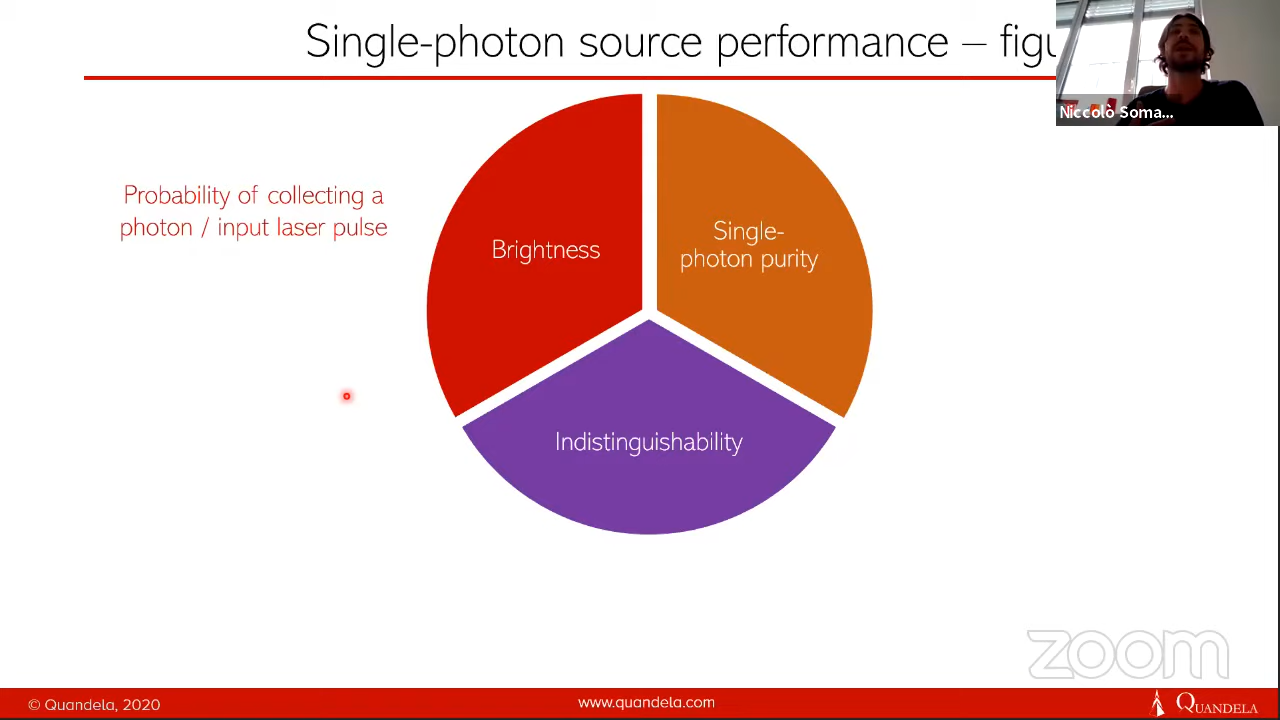 Single-photon source performance – figu
Niccolò Soma...
Probability of collecting a
photon / input laser pulse
Brightness
Single-
photon purity
Indistinguishability
zoom
© Quandela, 2020
www.quandela.com
QUANDELA